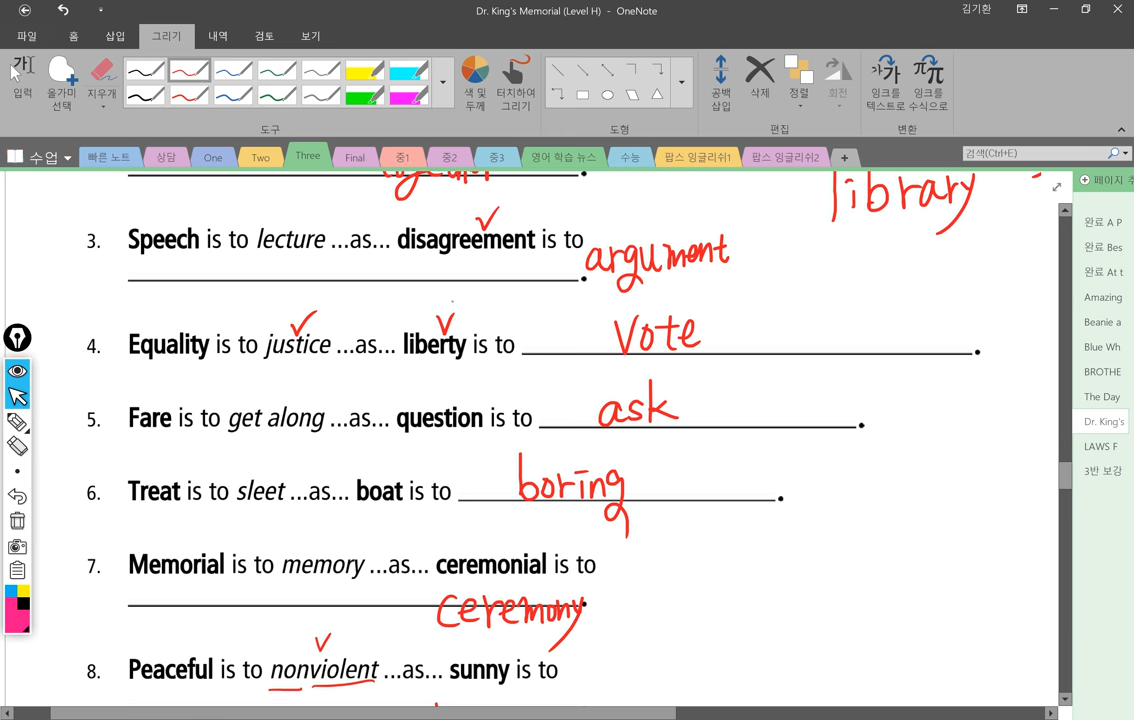 Dr. King's Memorial (Level H) - OneNote
김기환
파일 홈 삽입 그리기 내역 검토 보기
가
입력
올가미
선택
지우개
색 및
두께
터치하여
그리기
공백
삽입
삭제
정렬
회전
가가
잉크를
텍스트로
ππ
잉크를
수식으로
도구
도형
편집
변환
수업 빠른 노트 상담 One Two Three Final 중1 중2 중3 영어 학습 뉴스 수능 팝스 잉글리쉬1 팝스 잉글리쉬2
검색(Ctrl+E)
페이지
library
3. Speech is to lecture ...as... disagreement is to
argument
4. Equality is to justice ...as... liberty is to Vote.
5. Fare is to get along ...as... question is to ask.
6. Treat is to sleet ...as... boat is to boring.
7. Memorial is to memory ...as... ceremonial is to
ceremony.
8. Peaceful is to nonviolent ...as... sunny is to
완료 A P
완료 Bes
완료 At t
Amazing
Beanie a
Blue Wh
BROTHE
The Day
Dr. King's
LAWS F
3반 보강